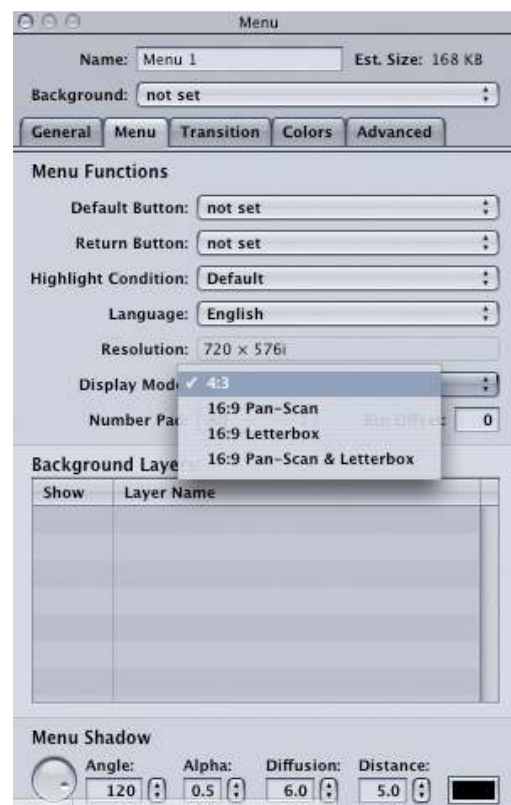 Menu
Name: Menu 1 Est. Size: 168 KB
Background: not set
General Menu Transition Colors Advanced
Menu Functions
Default Button: not set
Return Button: not set
Highlight Condition: Default
Language: English
Resolution: 720 × 576i
Display Mod ✓ 4:3
16:9 Pan-Scan
Number Pa 0
16:9 Letterbox
16:9 Pan-Scan & Letterbox
Background Laye
Show Layer Name
Menu Shadow
Angle: Alpha: Diffusion: Distance:
120 0.5 6.0 5.0